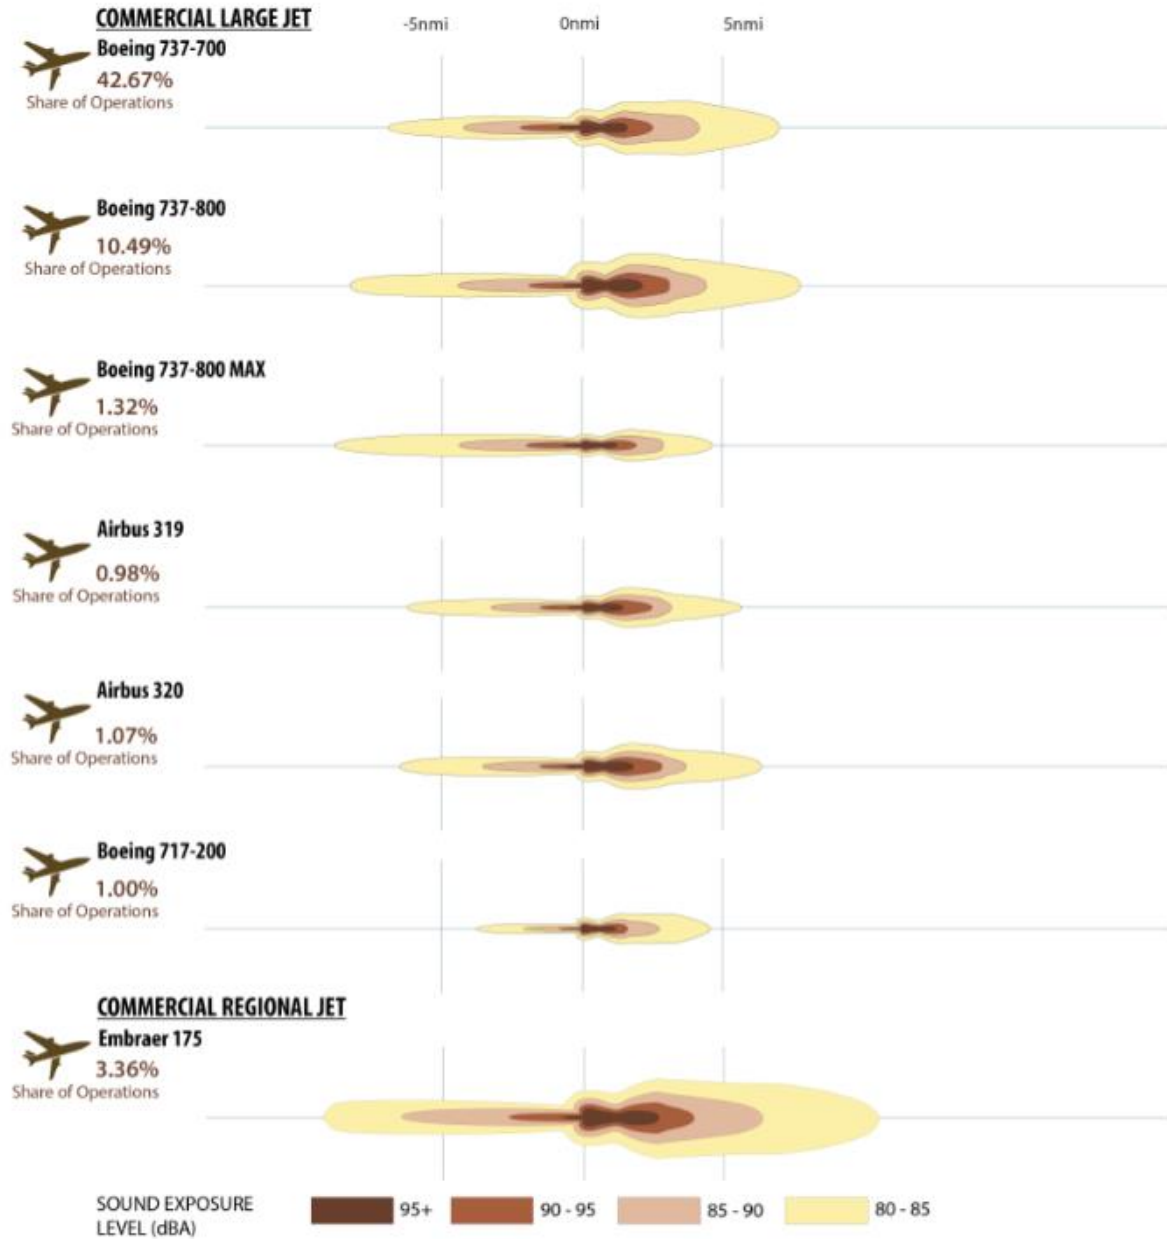 COMMERCIAL LARGE JET
-5nmi 0nmi 5nmi
Boeing 737-700
42.67%
Share of Operations
Boeing 737-800
10.49%
Share of Operations
Boeing 737-800 MAX
1.32%
Share of Operations
Airbus 319
0.98%
Share of Operations
Airbus 320
1.07%
Share of Operations
Boeing 717-200
1.00%
Share of Operations
COMMERCIAL REGIONAL JET
Embraer 175
3.36%
Share of Operations
SOUND EXPOSURE
LEVEL (dBA)
95+ 90 - 95 85 - 90 80 - 85